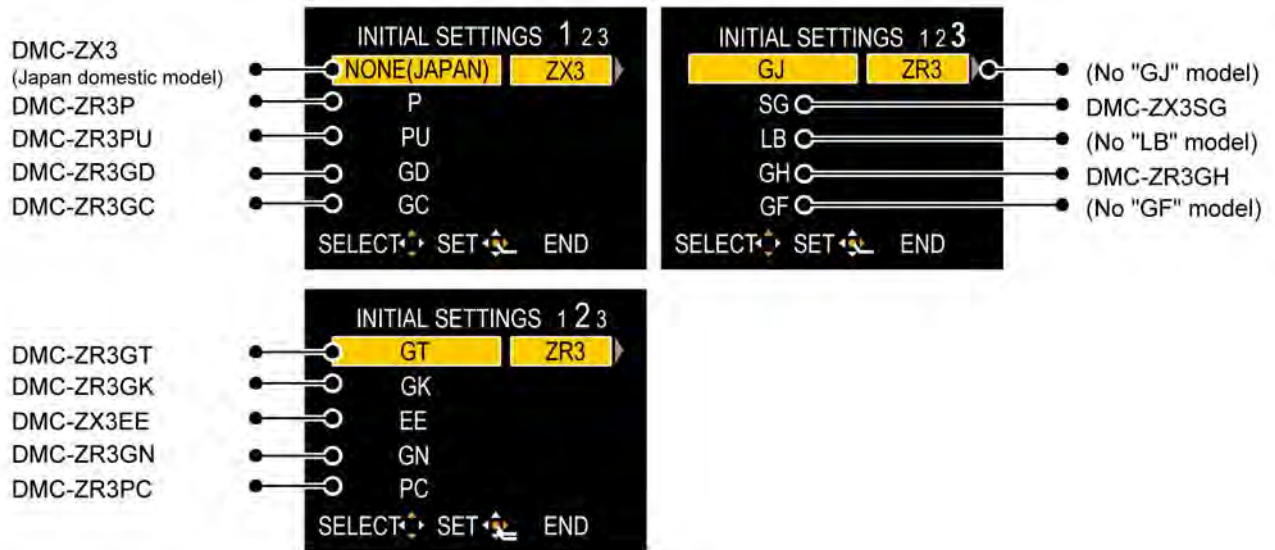 DMC-ZX3
(Japan domestic model)
DMC-ZR3P
DMC-ZR3PU
DMC-ZR3GD
DMC-ZR3GC
INITIAL SETTINGS 1 2 3
NONE(JAPAN) ZX3
P
PU
GD
GC
SELECT SET END
INITIAL SETTINGS 1 2 3
GJ ZR3
SG
LB
GH
GF
SELECT SET END
(No "GJ" model)
DMC-ZX3SG
(No "LB" model)
DMC-ZR3GH
(No "GF" model)
DMC-ZR3GT
DMC-ZR3GK
DMC-ZX3EE
DMC-ZR3GN
DMC-ZR3PC
INITIAL SETTINGS 1 2 3
GT ZR3
GK
EE
GN
PC
SELECT SET END